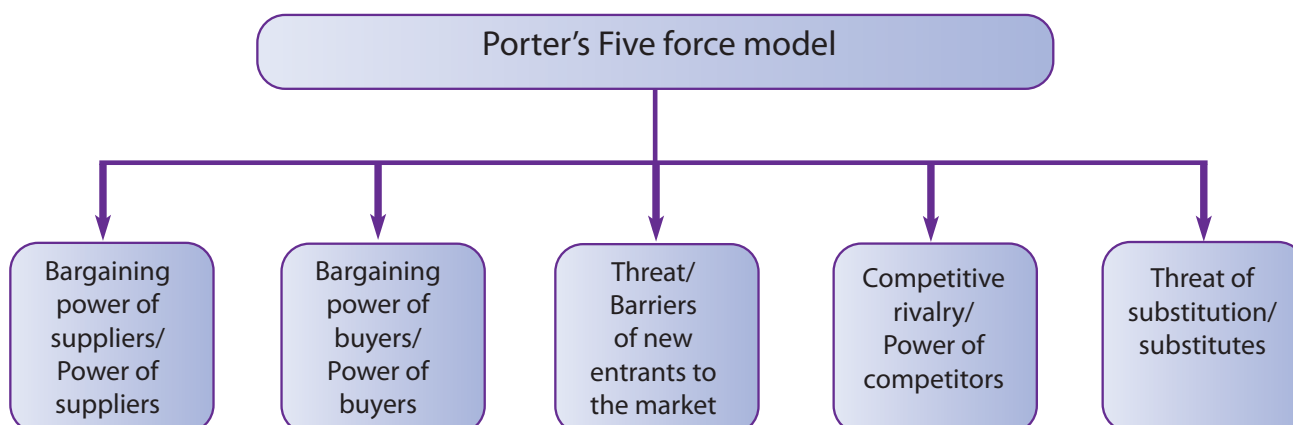 Porter’s Five force model
Bargaining
power of
suppliers/
Power of
suppliers
Bargaining
power of
buyers/
Power of
buyers
Threat/
Barriers
of new
entrants to
the market
Competitive
rivalry/
Power of
competitors
Threat of
substitution/
substitutes